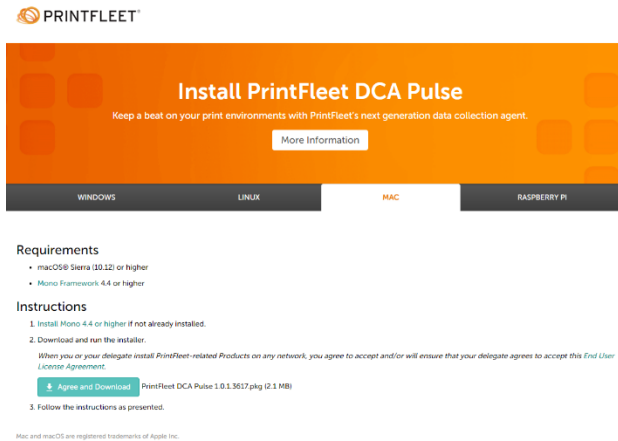 PRINTFLEET®
Install PrintFleet DCA Pulse
Keep a beat on your print environments with PrintFleet's next generation data collection agent.
More Information
WINDOWS LINUX MAC RASPBERRY PI
Requirements
• macOS® Sierra (10.12) or higher
• Mono Framework 4.4 or higher
Instructions
1. Install Mono 4.4 or higher if not already installed.
2. Download and run the installer.
When you or your delegate install PrintFleet-related Products on any network, you agree to accept and/or will ensure that your delegate agrees to accept this End User
License Agreement.
Agree and Download PrintFleet DCA Pulse 1.0.1.3617.pkg (2.1 MB)
3. Follow the instructions as presented.
Mac and macOS are registered trademarks of Apple Inc.